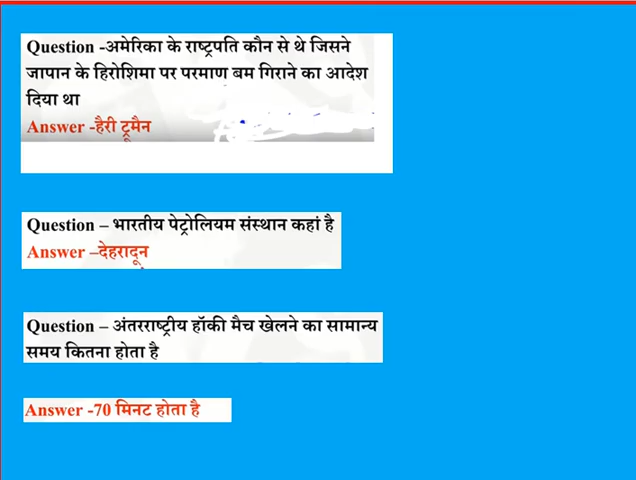 Question -अमेरिका के राष्ट्रपति कौन से थे जिसने
जापान के हिरोशिमा पर परमाण बम गिराने का आदेश
दिया था
Answer -हैरी ट्रूमैन
Question – भारतीय पेट्रोलियम संस्थान कहां है
Answer –देहरादून
Question – अंतरराष्ट्रीय हॉकी मैच खेलने का सामान्य
समय कितना होता है
Answer -70 मिनट होता है